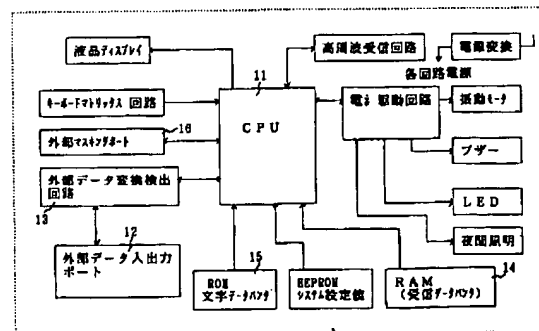 液晶ディスプレイ
高周波受信回路
電源変換
各回路電源
11
CPU
キーボードマトリックス 回路
電流駆動回路
振動モータ
16
外部マスキングポート
ブザー
外部データ変換検出
回路
13
LED
12
外部データ入出力
ポート
夜間照明
15
ROM
文字データバンク
EEPROM
システム設定値
RAM
(受信データバンク)
14